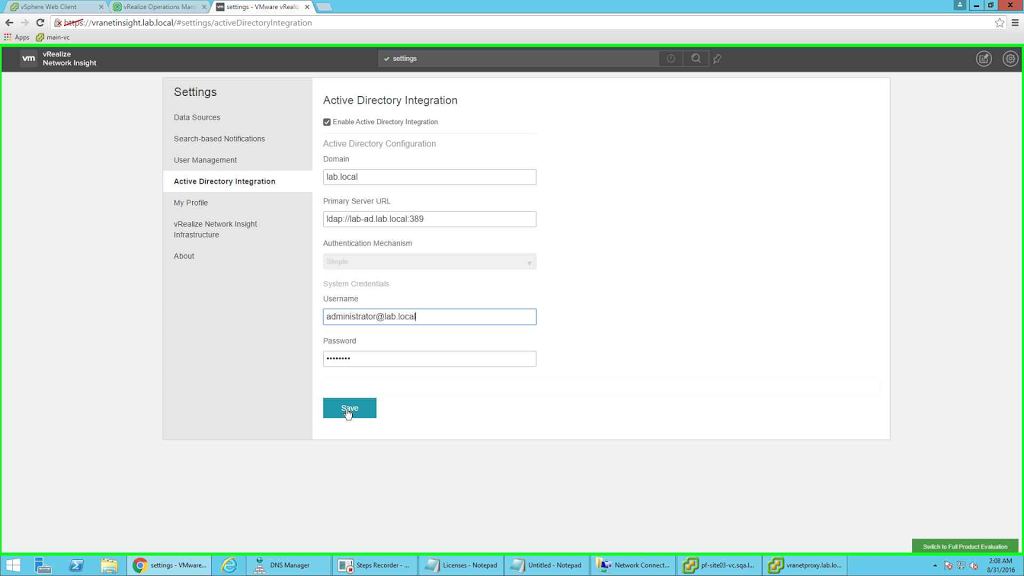 vSphere Web Client
vRealize Operations Man
settings - VMware vReali
https://vranetinsight.lab.local/#settings/activeDirectoryIntegration
Apps
main-vc
vm
vRealize
Network Insight
settings
Settings
Data Sources
Search-based Notifications
User Management
Active Directory Integration
My Profile
vRealize Network Insight
Infrastructure
About
Active Directory Integration
Enable Active Directory Integration
Active Directory Configuration
Domain
lab.local
Primary Server URL
ldap://lab-ad.lab.local:389
Authentication Mechanism
Simple
System Credentials
Username
administrator@lab.local
Password
••••••••
Save
Switch to Full Product Evaluation
settings - VMware...
DNS Manager
Steps Recorder - ...
Licenses - Notepad
Untitled - Notepad
Network Connect...
pf-site03-vc.sqa.l...
vranetproxy.lab.lo...
2:08 AM
8/31/2016